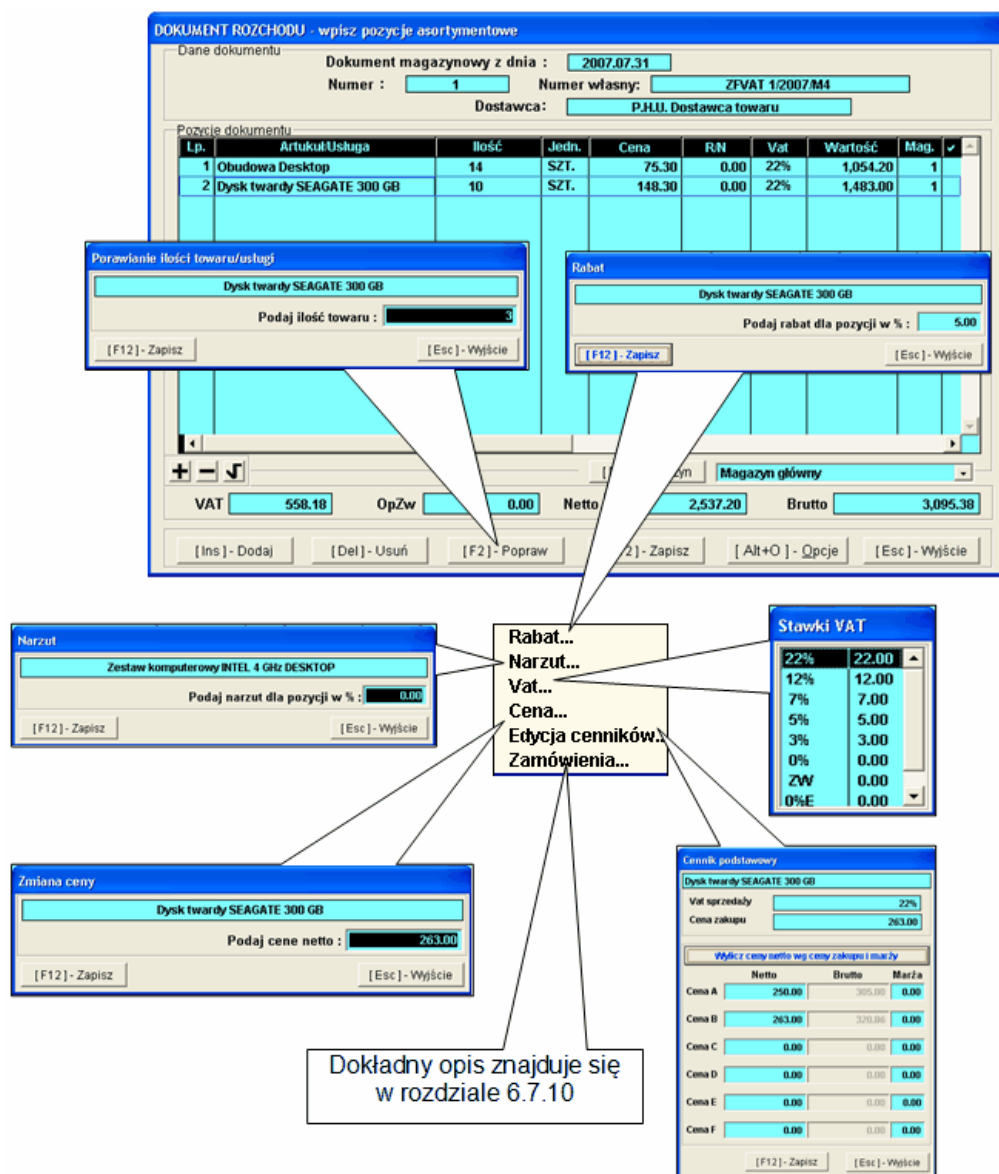 DOKUMENT ROZCHODU - wpisz pozycje asortymentowe
Dane dokumentu
Dokument magazynowy z dnia : 2007.07.31
Numer : 1 Numer własny: ZFVAT 1/2007/M4
Dostawca: P.H.U. Dostawca towaru
Pozycje dokumentu
Lp. Artukuł/Usługa Ilość Jedn. Cena R/N Vat Wartość Mag.
1 Obudowa Desktop 14 SZT. 75.30 0.00 22% 1,054.20 1
2 Dysk twardy SEAGATE 300 GB 10 SZT. 148.30 0.00 22% 1,483.00 1
Porawianie ilości towaru/usługi
Dysk twardy SEAGATE 300 GB
Podaj ilość towaru : 3
[F12] - Zapisz [Esc] - Wyjście
Rabat
Dysk twardy SEAGATE 300 GB
Podaj rabat dla pozycji w % : 5.00
[F12] - Zapisz [Esc] - Wyjście
Magazyn główny
VAT 558.18 OpZw 0.00 Netto 2,537.20 Brutto 3,095.38
[Ins] - Dodaj [Del] - Usuń [F2] - Popraw 2] - Zapisz [Alt+O] - Opcje [Esc] - Wyjście
Narzut
Zestaw komputerowy INTEL 4 GHz DESKTOP
Podaj narzut dla pozycji w % : 0.00
[F12] - Zapisz [Esc] - Wyjście
Rabat...
Narzut...
Vat...
Cena...
Edycja cenników..
Zamówienia...
Stawki VAT
22% 22.00
12% 12.00
7% 7.00
5% 5.00
3% 3.00
0% 0.00
ZW 0.00
0%E 0.00
Zmiana ceny
Dysk twardy SEAGATE 300 GB
Podaj cene netto : 263.00
[F12] - Zapisz [Esc] - Wyjście
Cennik podstawowy
Dysk twardy SEAGATE 300 GB
Vat sprzedaży 22%
Cena zakupu 263.00
Wylicz ceny netto wg ceny zakupu i marży
Netto Brutto Marża
Cena A 250.00 305.00 0.00
Cena B 263.00 320.86 0.00
Cena C 0.00 0.00 0.00
Cena D 0.00 0.00 0.00
Cena E 0.00 0.00 0.00
Cena F 0.00 0.00 0.00
[F12] - Zapisz [Esc] - Wyjście
Dokładny opis znajduje się
w rozdziale 6.7.10